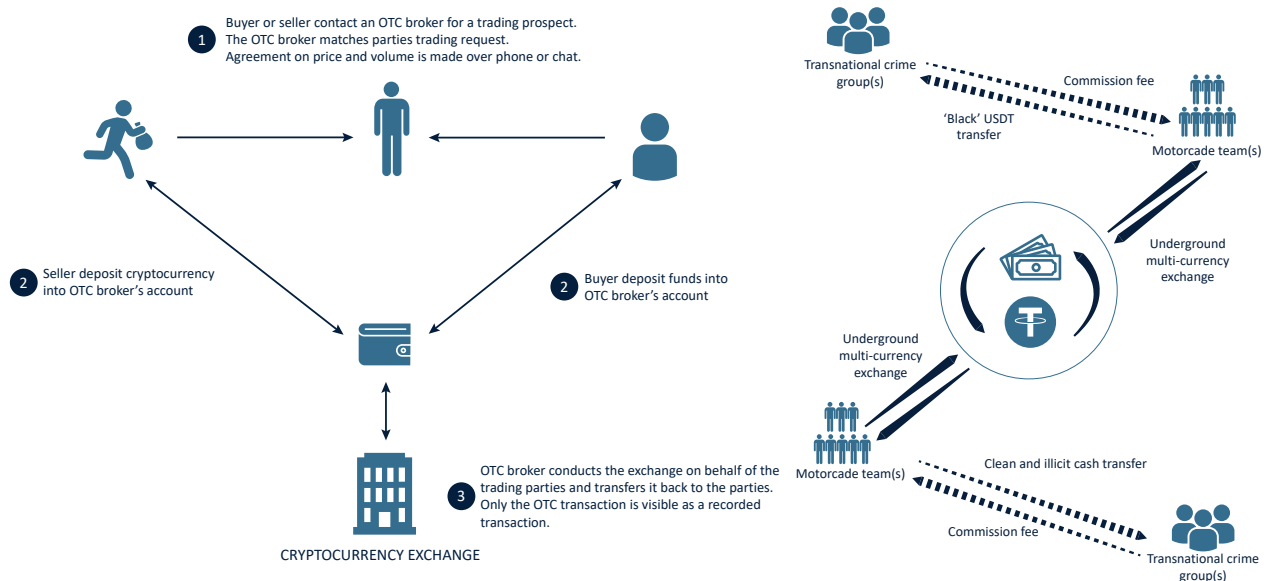 1
Buyer or seller contact an OTC broker for a trading prospect.
The OTC broker matches parties trading request.
Agreement on price and volume is made over phone or chat.
2
Seller deposit cryptocurrency
into OTC broker's account
2
Buyer deposit funds into
OTC broker's account
3
OTC broker conducts the exchange on behalf of the
trading parties and transfers it back to the parties.
Only the OTC transaction is visible as a recorded
transaction.
CRYPTOCURRENCY EXCHANGE
Transnational crime
group(s)
Commission fee
‘Black’ USDT
transfer
Motorcade team(s)
Underground
multi-currency
exchange
Underground
multi-currency
exchange
Motorcade team(s)
Clean and illicit cash transfer
Commission fee
Transnational crime
group(s)